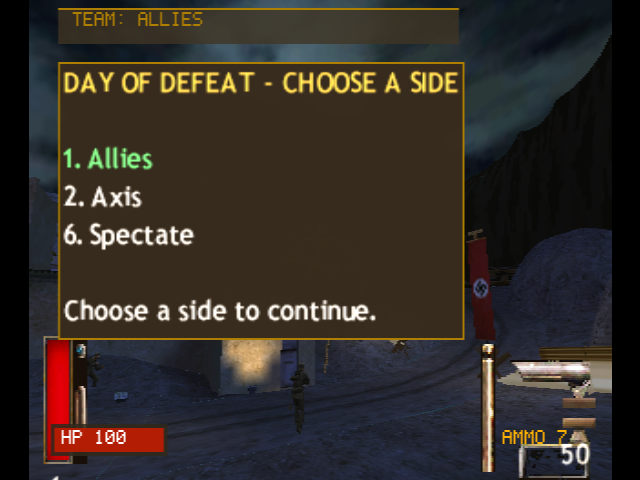 TEAM: ALLIES
DAY OF DEFEAT - CHOOSE A SIDE
1. Allies
2. Axis
6. Spectate
Choose a side to continue.
HP 100
AMMO 7
50